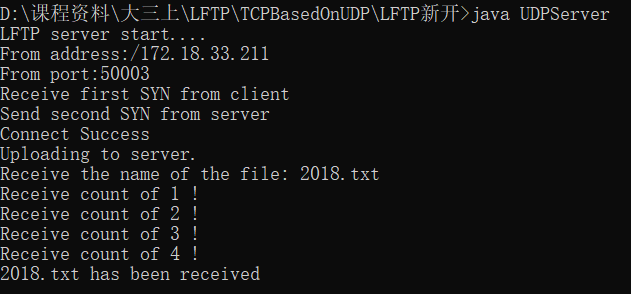 D:\课程资料\大三上\LFTP\TCPBasedOnUDP\LFTP新开>java UDPServer
LFTP server start....
From address:/172.18.33.211
From port:50003
Receive first SYN from client
Send second SYN from server
Connect Success
Uploading to server.
Receive the name of the file: 2018.txt
Receive count of 1 !
Receive count of 2 !
Receive count of 3 !
Receive count of 4 !
2018.txt has been received